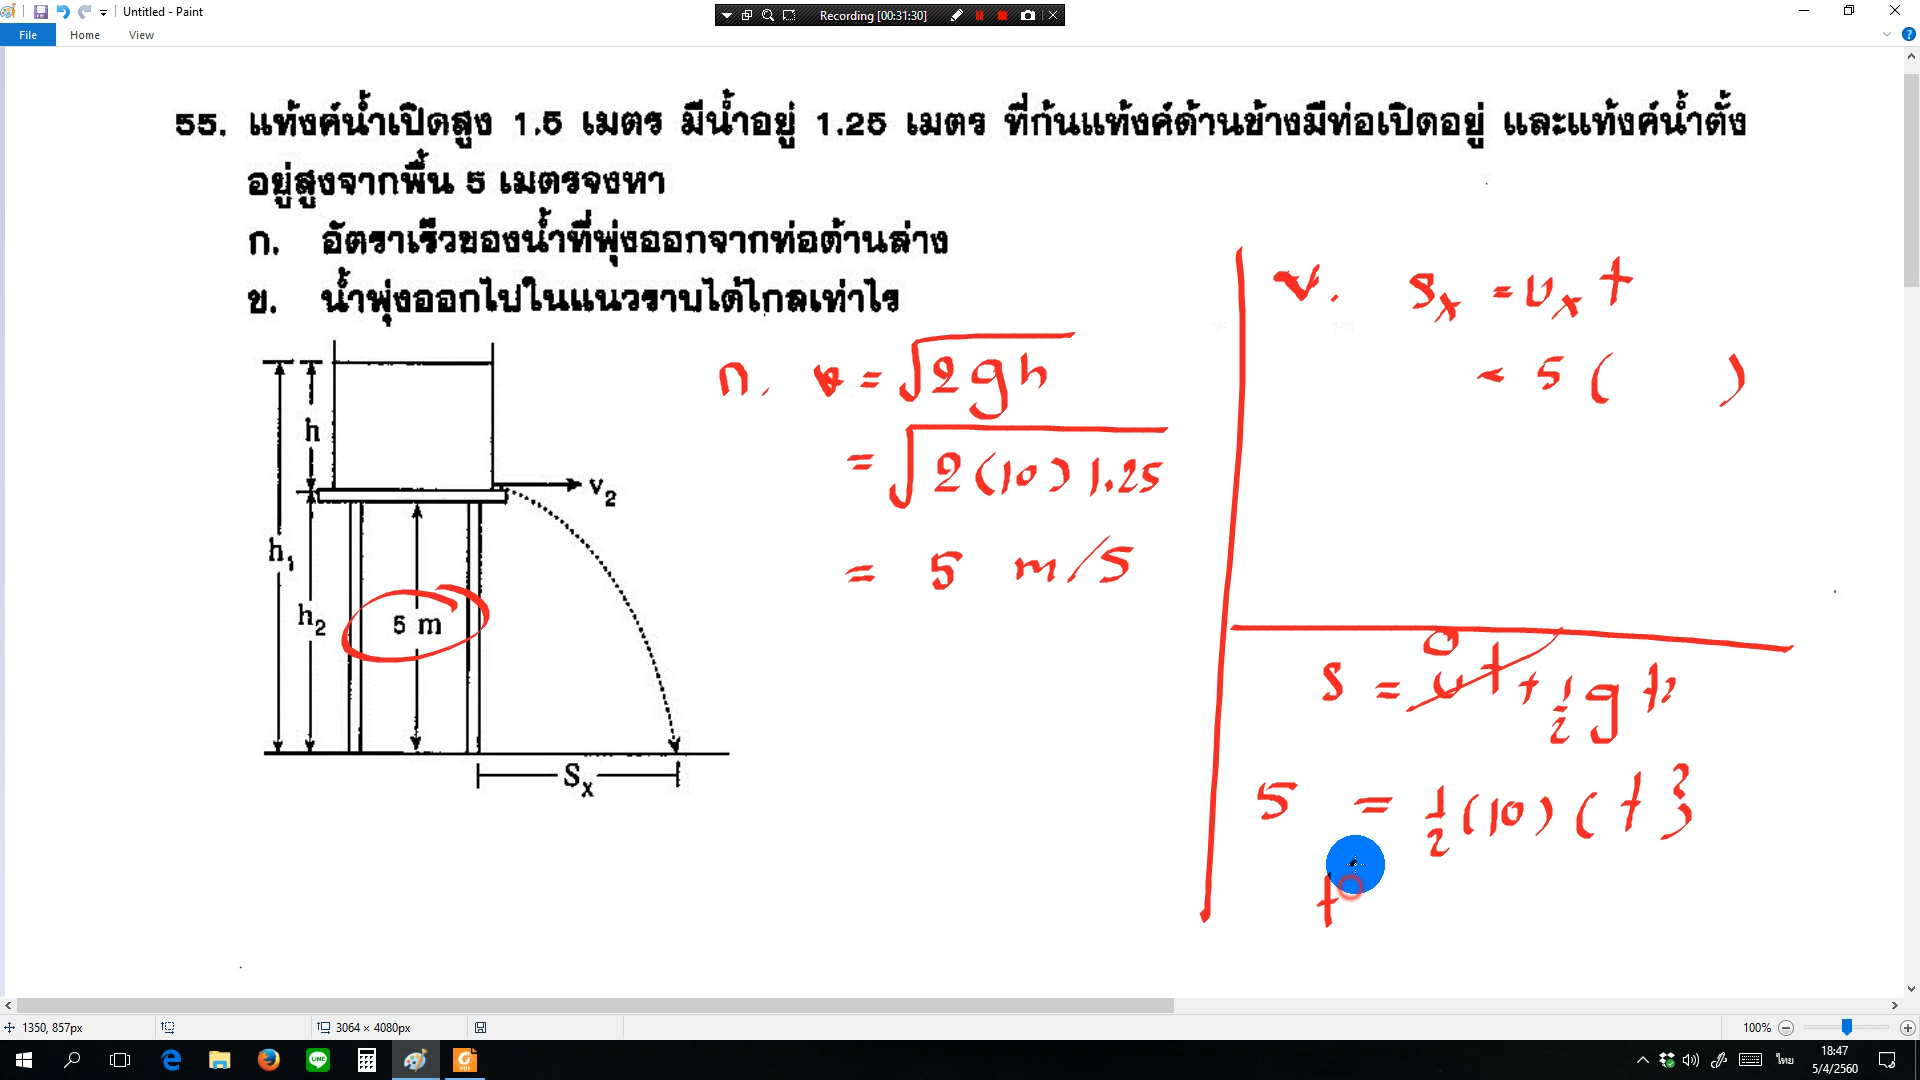 Untitled - Paint
Recording [00:31:30]
File Home View
55. แท้งค์น้ำเปิดสูง 1.5 เมตร มีน้ำอยู่ 1.25 เมตร ที่ก้นแท้งค์ด้านข้างมีท่อเปิดอยู่ และแท้งค์น้ำตั้ง
อยู่สูงจากพื้น 5 เมตรจงหา
ก. อัตราเร็วของน้ำที่พุ่งออกจากท่อด้านล่าง
ข. น้ำพุ่งออกไปในแนวราบได้ไกลเท่าไร
h
v₂
h₁
h₂
5 m
Sₓ
ก. v = √2gh
= √2(10)1.25
= 5 m/s
ข. Sₓ = uₓt
= 5 ( )
0
S = ut + ½gt²
5 = ½(10)(t)²
t
1350, 857px
3064 × 4080px
100%
LINE
G
PDF
ไทย
18:47
5/4/2560